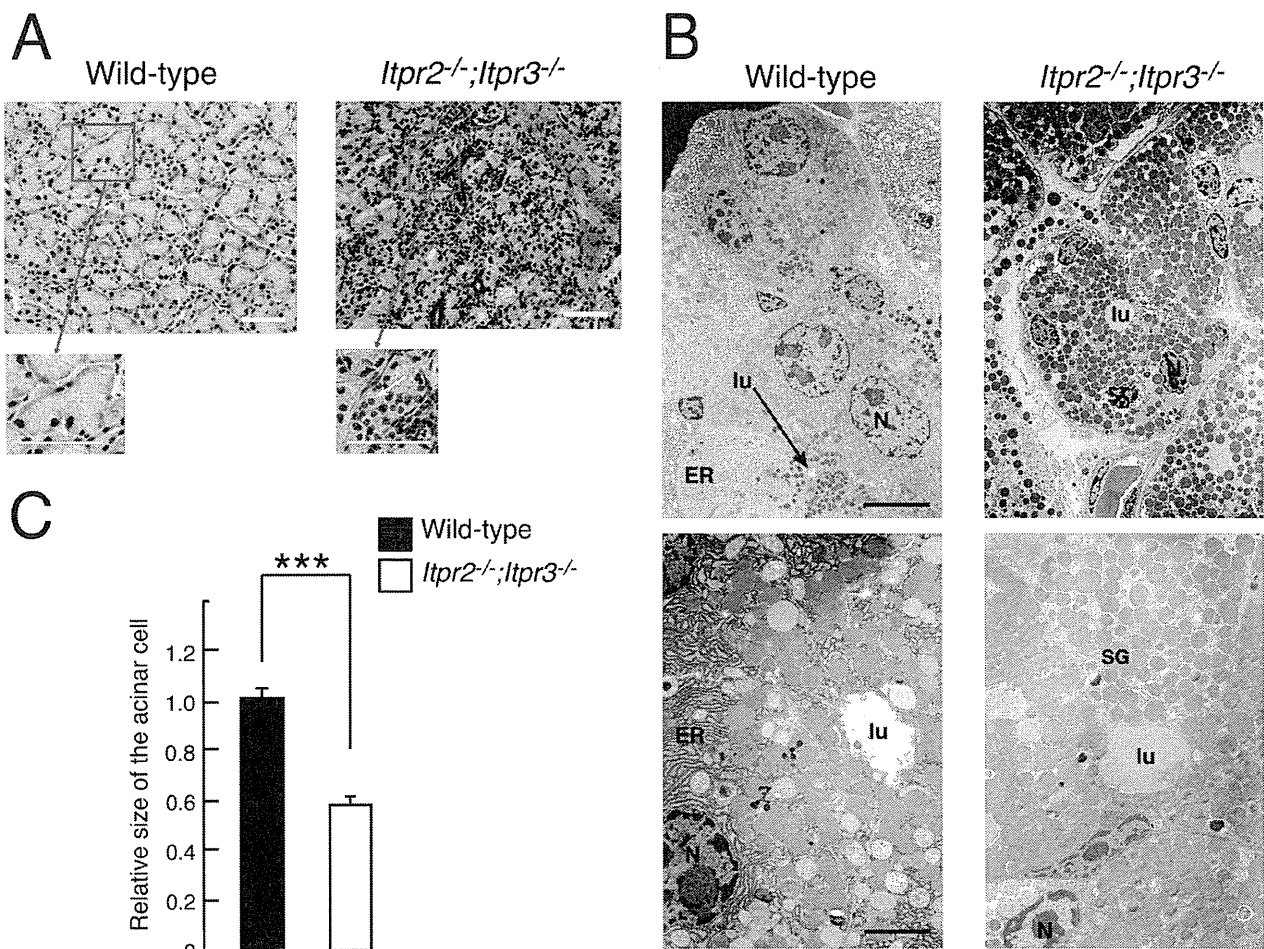 A
Wild-type
Itpr2-/-;Itpr3-/-
B
Wild-type
Itpr2-/-;Itpr3-/-
lu
N
ER
lu
N
ER
lu
N
SG
lu
N
C
Wild-type
Itpr2-/-;Itpr3-/-
***
Relative size of the acinar cell
1.2
1.0
0.8
0.6
0.4
0.2
0